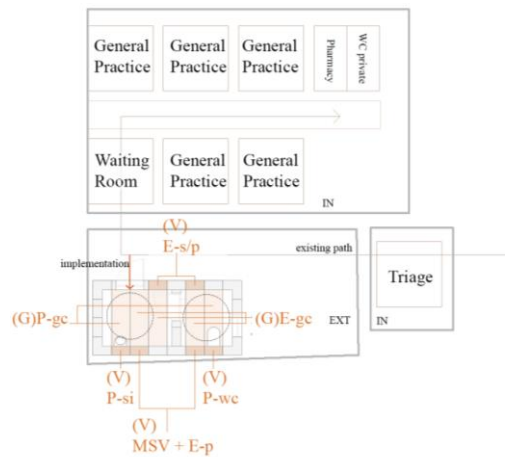 General Practice
General Practice
General Practice
Pharmacy
WC private
Waiting Room
General Practice
General Practice
IN
(V)
E-s/p
existing path
implementation
Triage
(G)P-gc
(G)E-gc
EXT
IN
(V)
P-si
(V)
P-wc
(V)
MSV + E-p